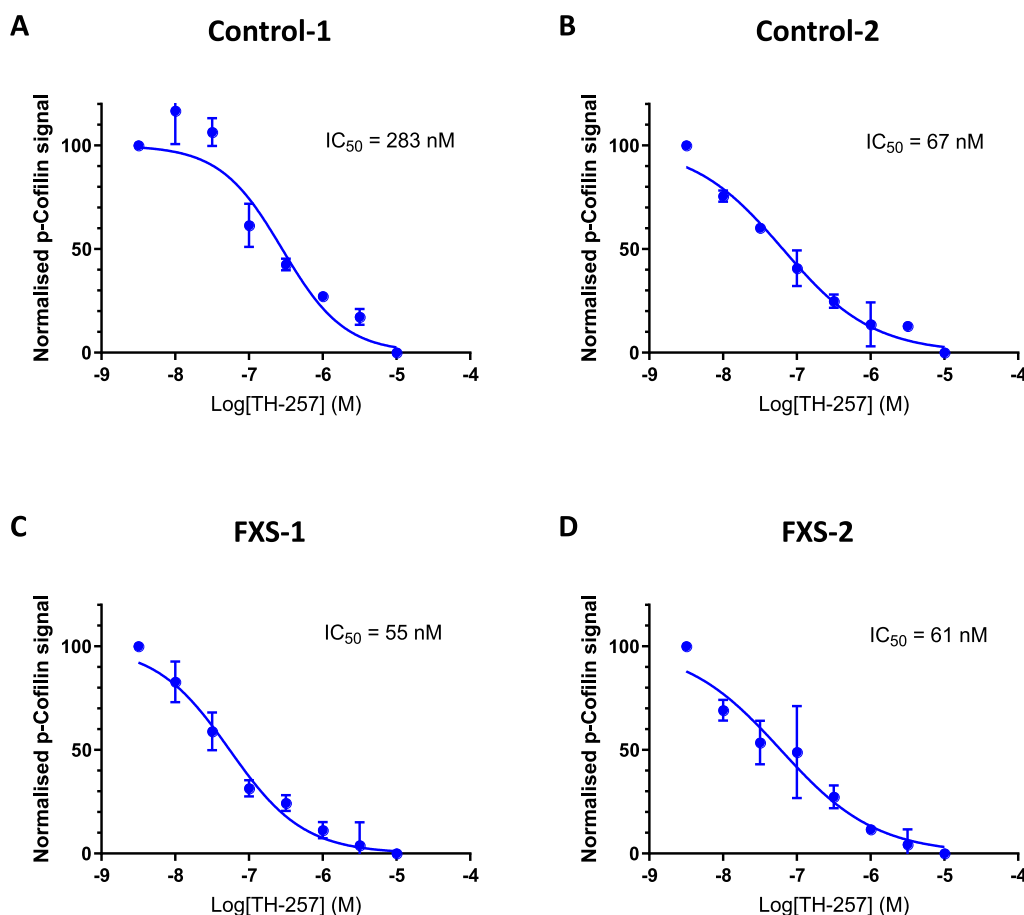 A
Control-1
Normalised p-Cofilin signal
100
50
0
IC50 = 283 nM
-9 -8 -7 -6 -5 -4
Log[TH-257] (M)
B
Control-2
Normalised p-Cofilin signal
100
50
0
IC50 = 67 nM
-9 -8 -7 -6 -5 -4
Log[TH-257] (M)
C
FXS-1
Normalised p-Cofilin signal
100
50
0
IC50 = 55 nM
-9 -8 -7 -6 -5 -4
Log[TH-257] (M)
D
FXS-2
Normalised p-Cofilin signal
100
50
0
IC50 = 61 nM
-9 -8 -7 -6 -5 -4
Log[TH-257] (M)